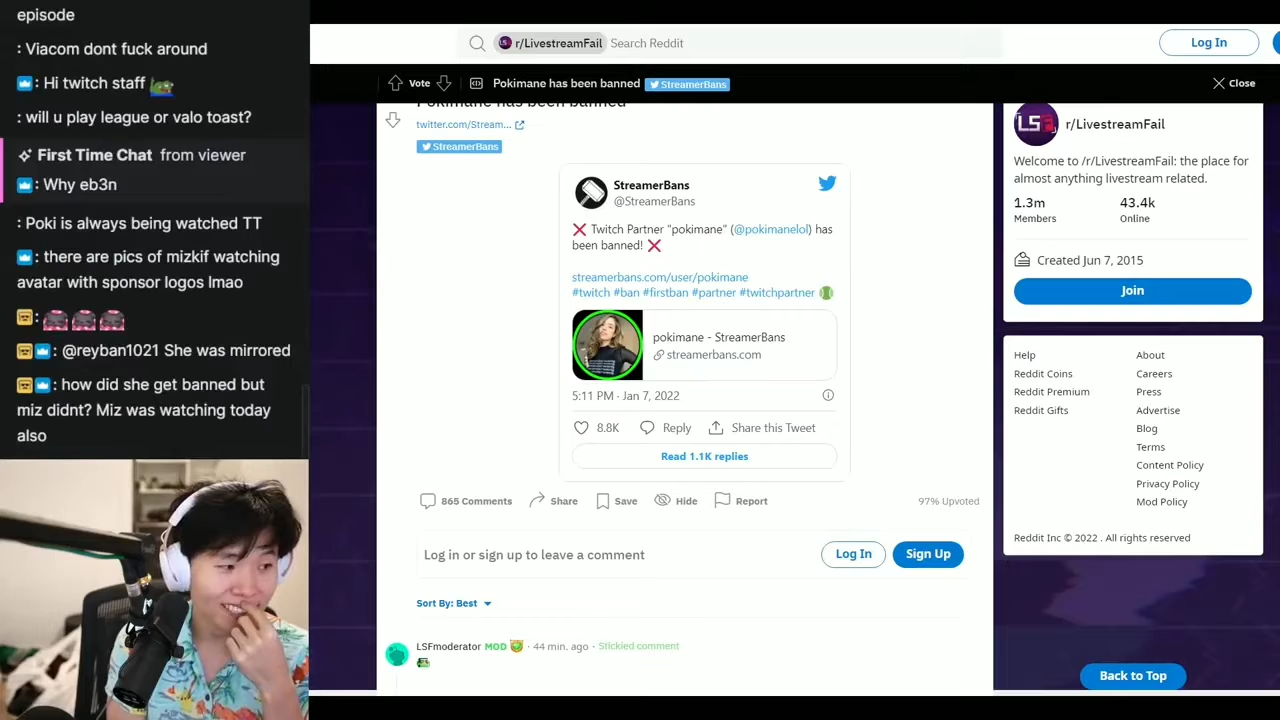 episode
: Viacom dont fuck around
: Hi twitch staff
: will u play league or valo toast?
First Time Chat from viewer
: Why eb3n
: Poki is always being watched TT
: there are pics of mizkif watching
avatar with sponsor logos lmao
:
: @reyban1021 She was mirrored
: how did she get banned but
miz didnt? Miz was watching today
also
r/LivestreamFail Search Reddit
Log In
Vote
Pokimane has been banned StreamerBans
Close
Pokimane has been banned
twitter.com/Stream...
StreamerBans
StreamerBans
@StreamerBans
❌ Twitch Partner "pokimane" (@pokimanelol) has
been banned! ❌
streamerbans.com/user/pokimane
#twitch #ban #firstban #partner #twitchpartner
pokimane - StreamerBans
streamerbans.com
5:11 PM · Jan 7, 2022
8.8K Reply Share this Tweet
Read 1.1K replies
865 Comments Share Save Hide Report 97% Upvoted
Log in or sign up to leave a comment
Log In Sign Up
Sort By: Best
LSFmoderator MOD · 44 min. ago · Stickied comment
LSF
r/LivestreamFail
Welcome to /r/LivestreamFail: the place for
almost anything livestream related.
1.3m 43.4k
Members Online
Created Jun 7, 2015
Join
Help About
Reddit Coins Careers
Reddit Premium Press
Reddit Gifts Advertise
Blog
Terms
Content Policy
Privacy Policy
Mod Policy
Reddit Inc © 2022 . All rights reserved
Back to Top